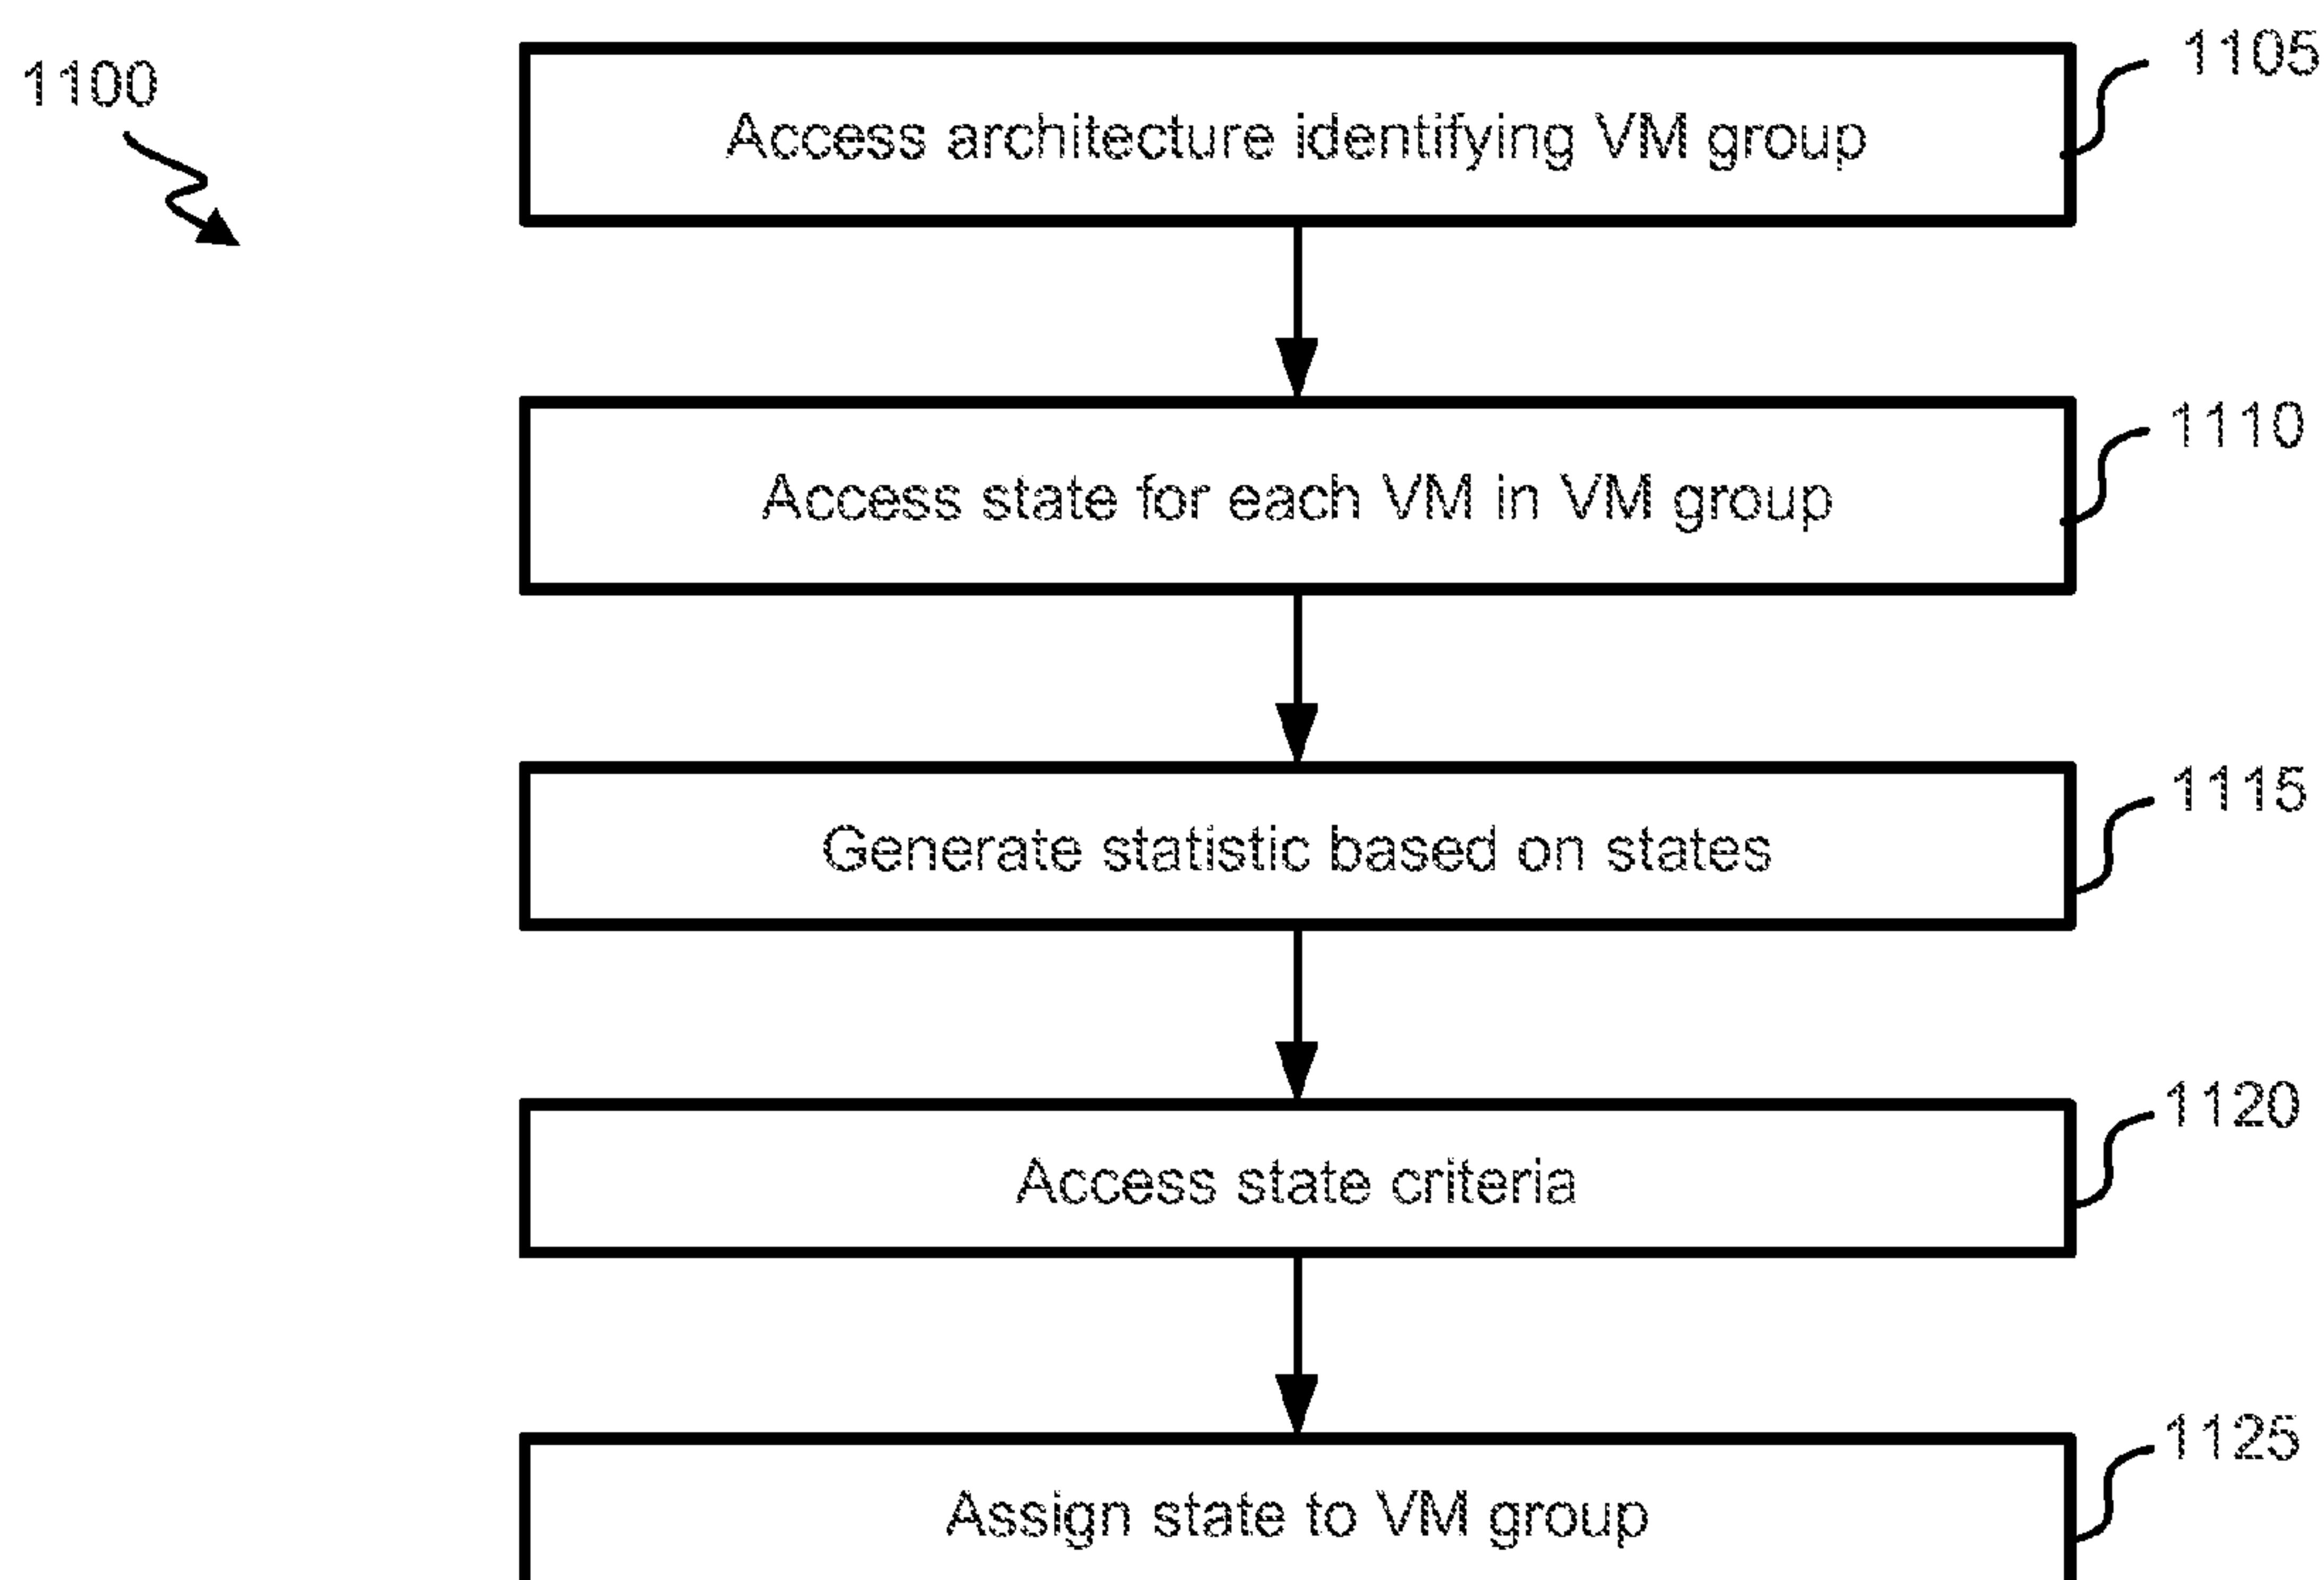 1100
1105
Access architecture identifying VM group
1110
Access state for each VM in VM group
1115
Generate statistic based on states
1120
Access state criteria
1125
Assign state to VM group